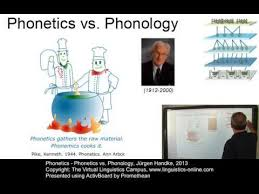 Phonetics vs. Phonology
(1912-2000)
Phonetics gathers the raw material.
Phonemics cooks it.
Pike, Kenneth, 1944, Phonetics, Ann Arbor
Phonetics - Phonetics vs, Phonology, Jürgen Handke, 2013
Copyright: The Virtual Linguistics Campus, www.linguistics-online.com
Presented using ActivBoard by Promethean